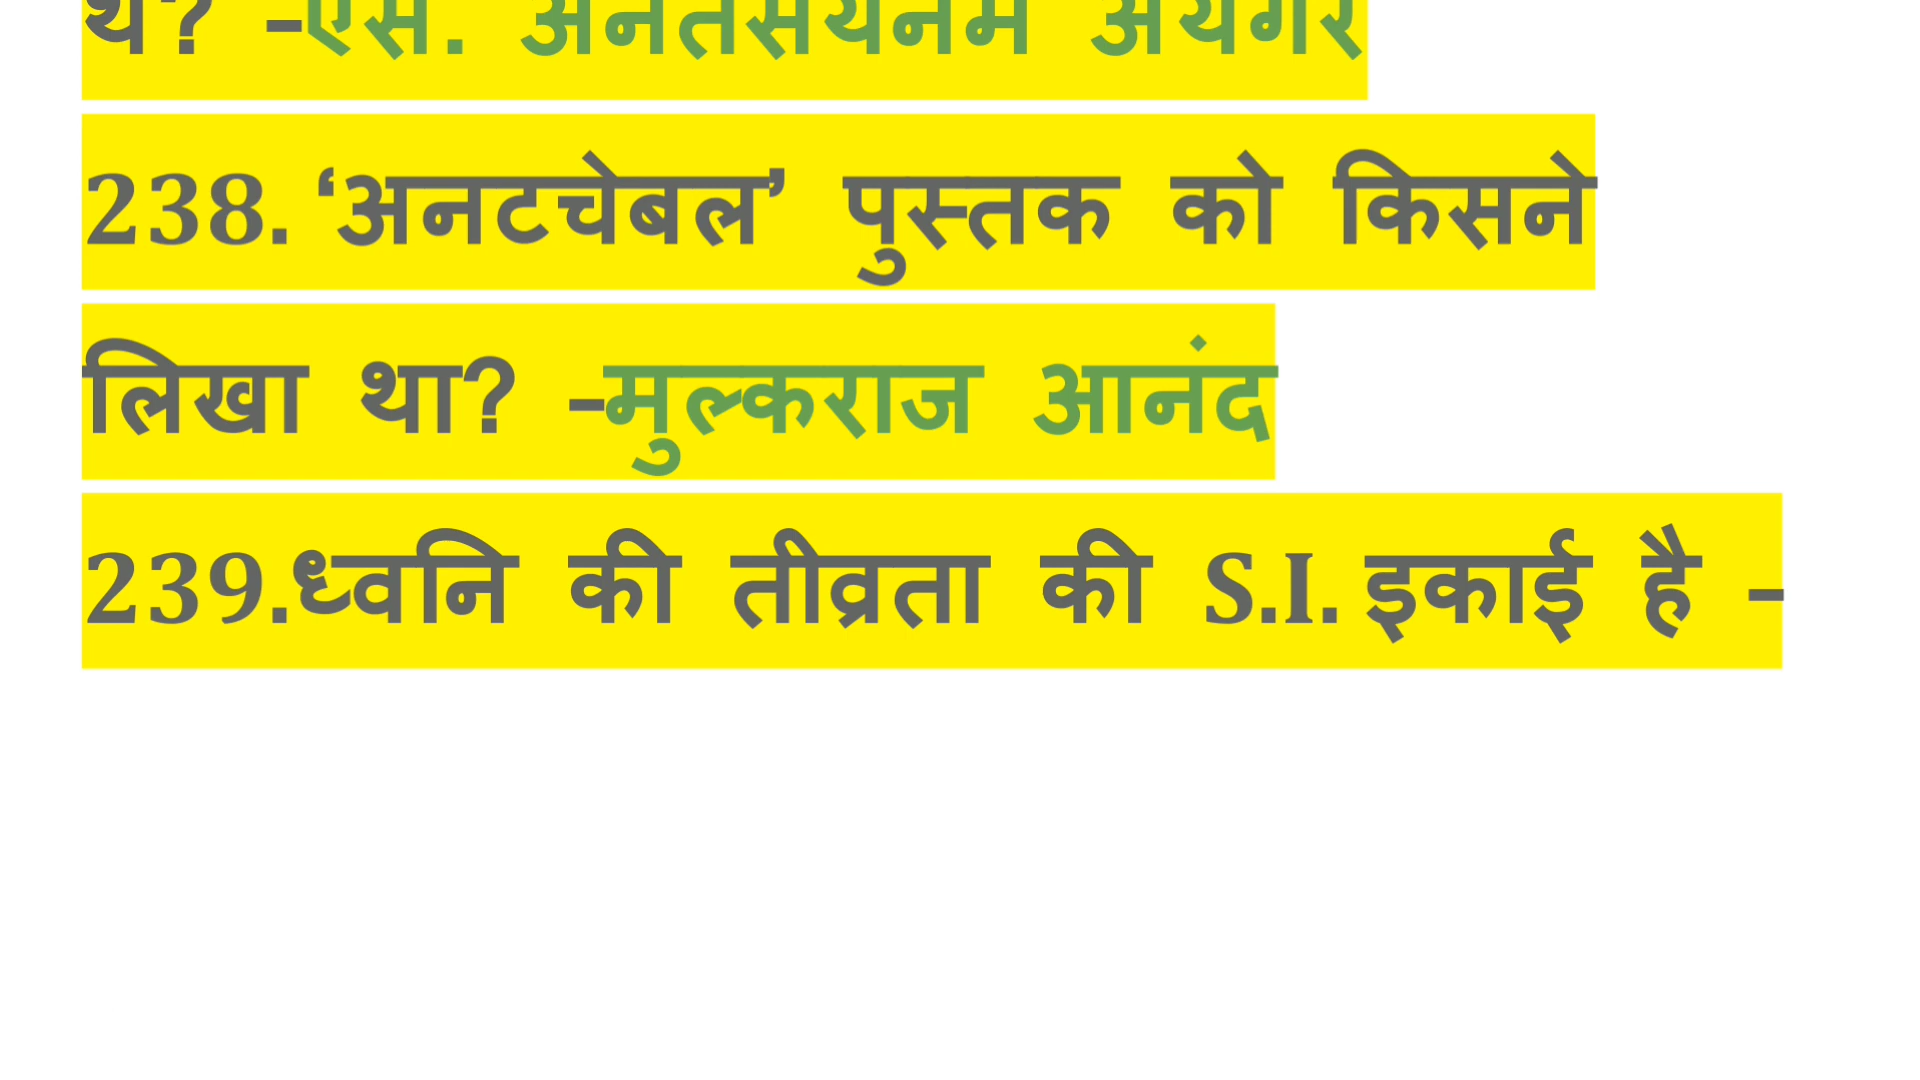 थे? –एस. अनंतसयनम अयंगर
238. ‘अनटचेबल’ पुस्तक को किसने
लिखा था? –मुल्कराज आनंद
239.ध्वनि की तीव्रता की S.I. इकाई है –